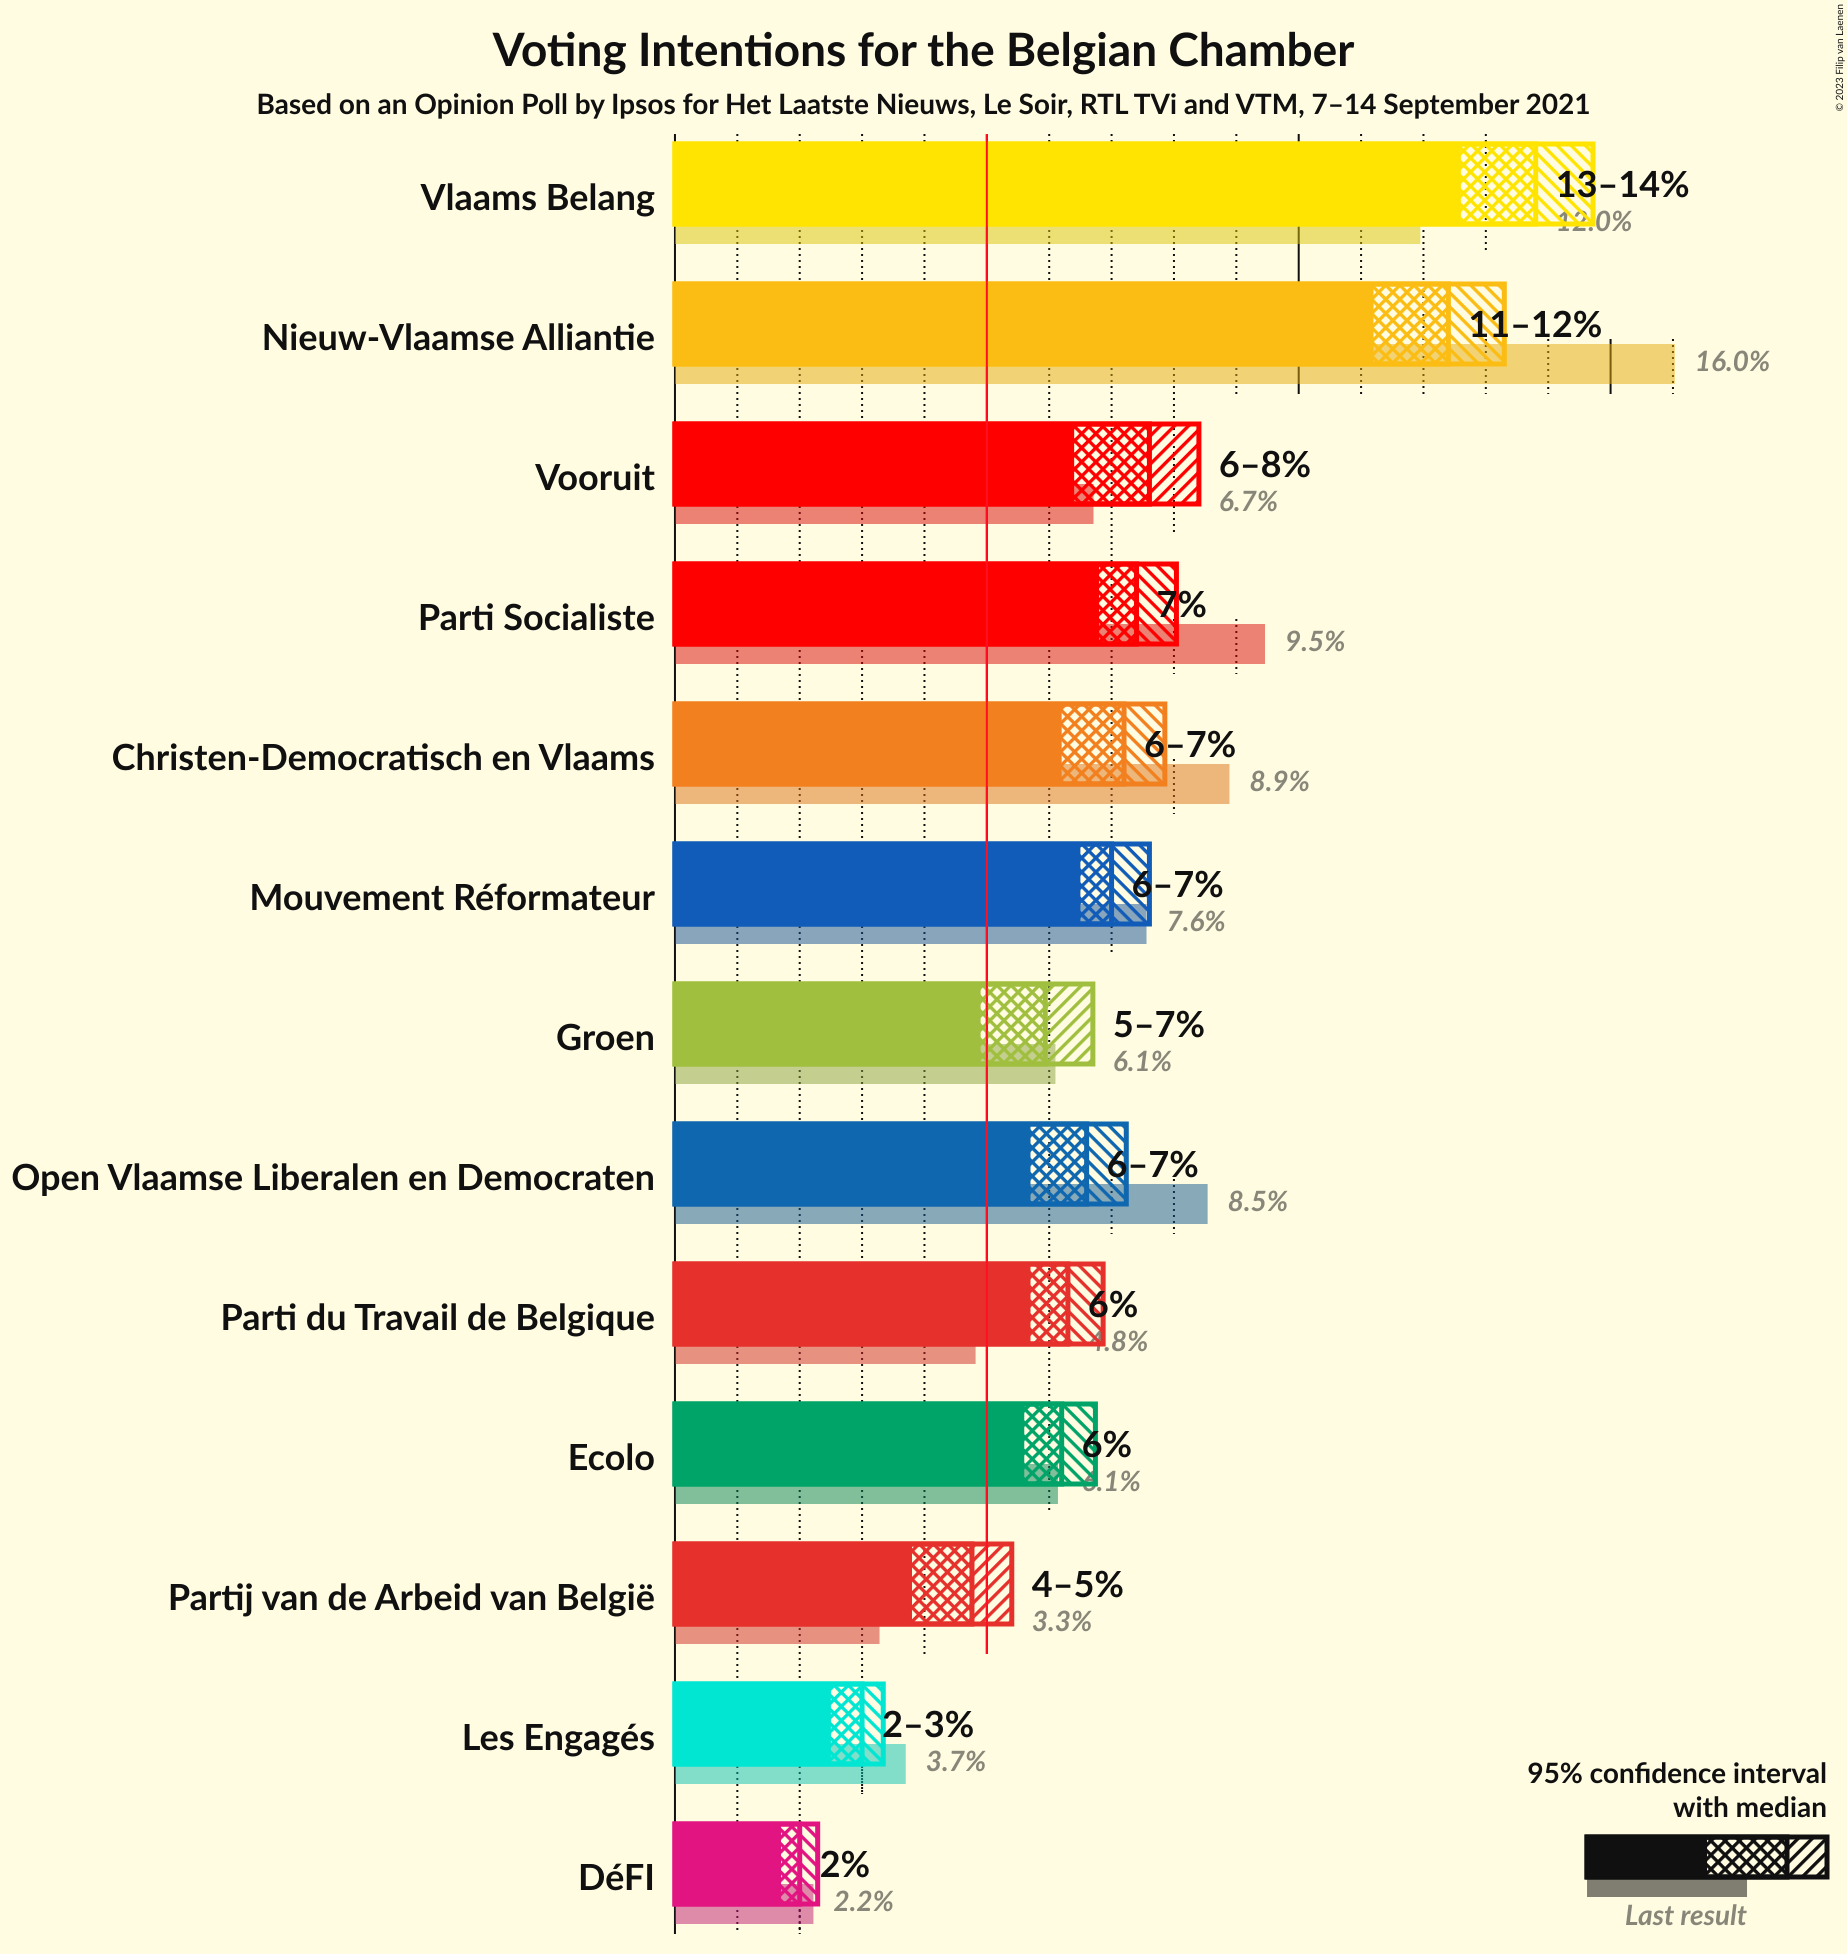 © 2023 Filip van Laenen
Voting Intentions for the Belgian Chamber
Based on an Opinion Poll by Ipsos for Het Laatste Nieuws, Le Soir, RTL TVi and VTM, 7–14 September 2021
Vlaams Belang
13–14%
12.0%
Nieuw-Vlaamse Alliantie
11–12%
16.0%
Vooruit
6–8%
6.7%
Parti Socialiste
7%
9.5%
Christen-Democratisch en Vlaams
6–7%
8.9%
Mouvement Réformateur
6–7%
7.6%
Groen
5–7%
6.1%
Open Vlaamse Liberalen en Democraten
6–7%
8.5%
Parti du Travail de Belgique
6%
4.8%
Ecolo
6%
6.1%
Partij van de Arbeid van België
4–5%
3.3%
Les Engagés
2–3%
3.7%
DéFI
2%
2.2%
95% confidence interval
with median
Last result